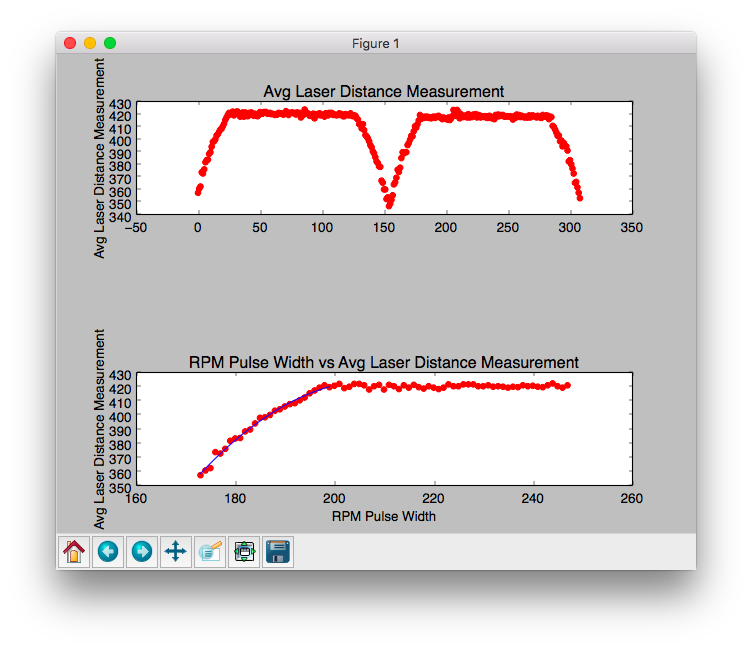 Figure 1
Avg Laser Distance Measurement
Avg Laser Distance Measurement
430
420
410
400
390
380
370
360
350
340
−50 0 50 100 150 200 250 300 350
RPM Pulse Width vs Avg Laser Distance Measurement
Avg Laser Distance Measurement
430
420
410
400
390
380
370
360
350
160 180 200 220 240 260
RPM Pulse Width